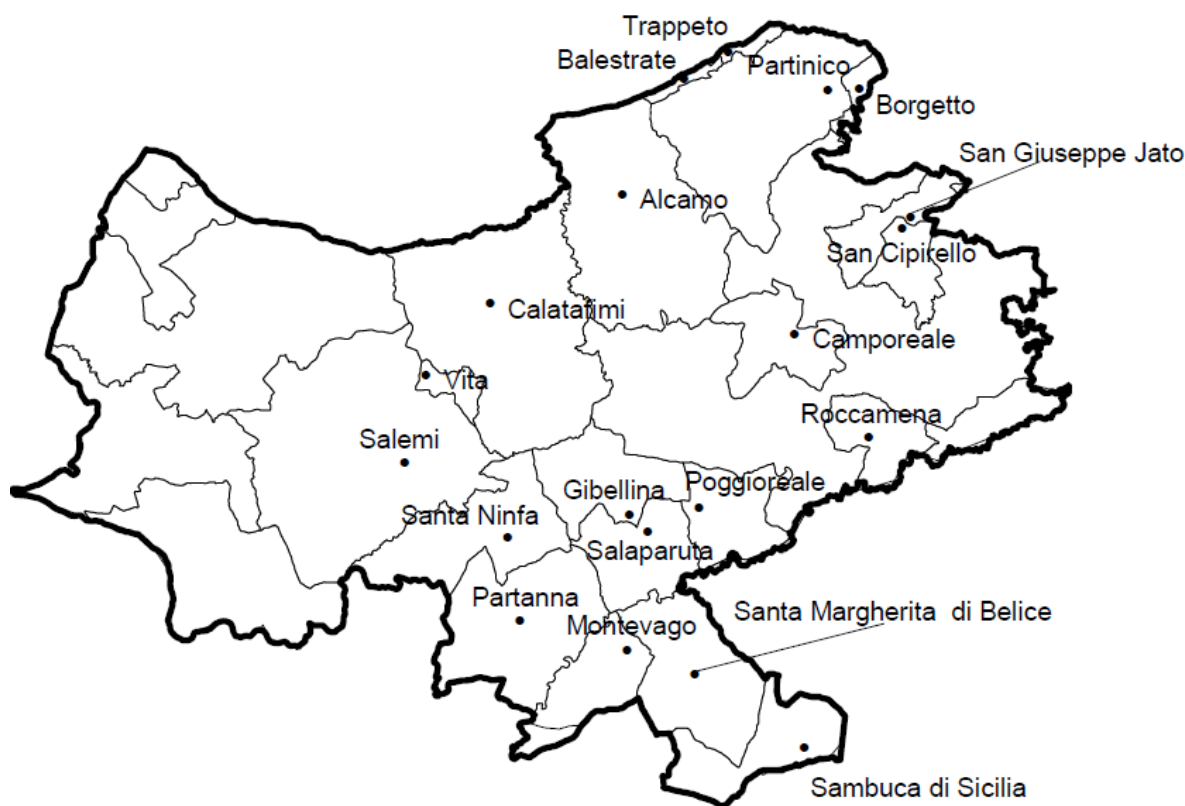 Trappeto
Balestrate
Partinico
Borgetto
San Giuseppe Jato
Alcamo
San Cipirello
Calatafimi
Camporeale
Vita
Roccamena
Salemi
Poggioreale
Gibellina
Santa Ninfa
Salaparuta
Partanna
Santa Margherita di Belice
Montevago
Sambuca di Sicilia